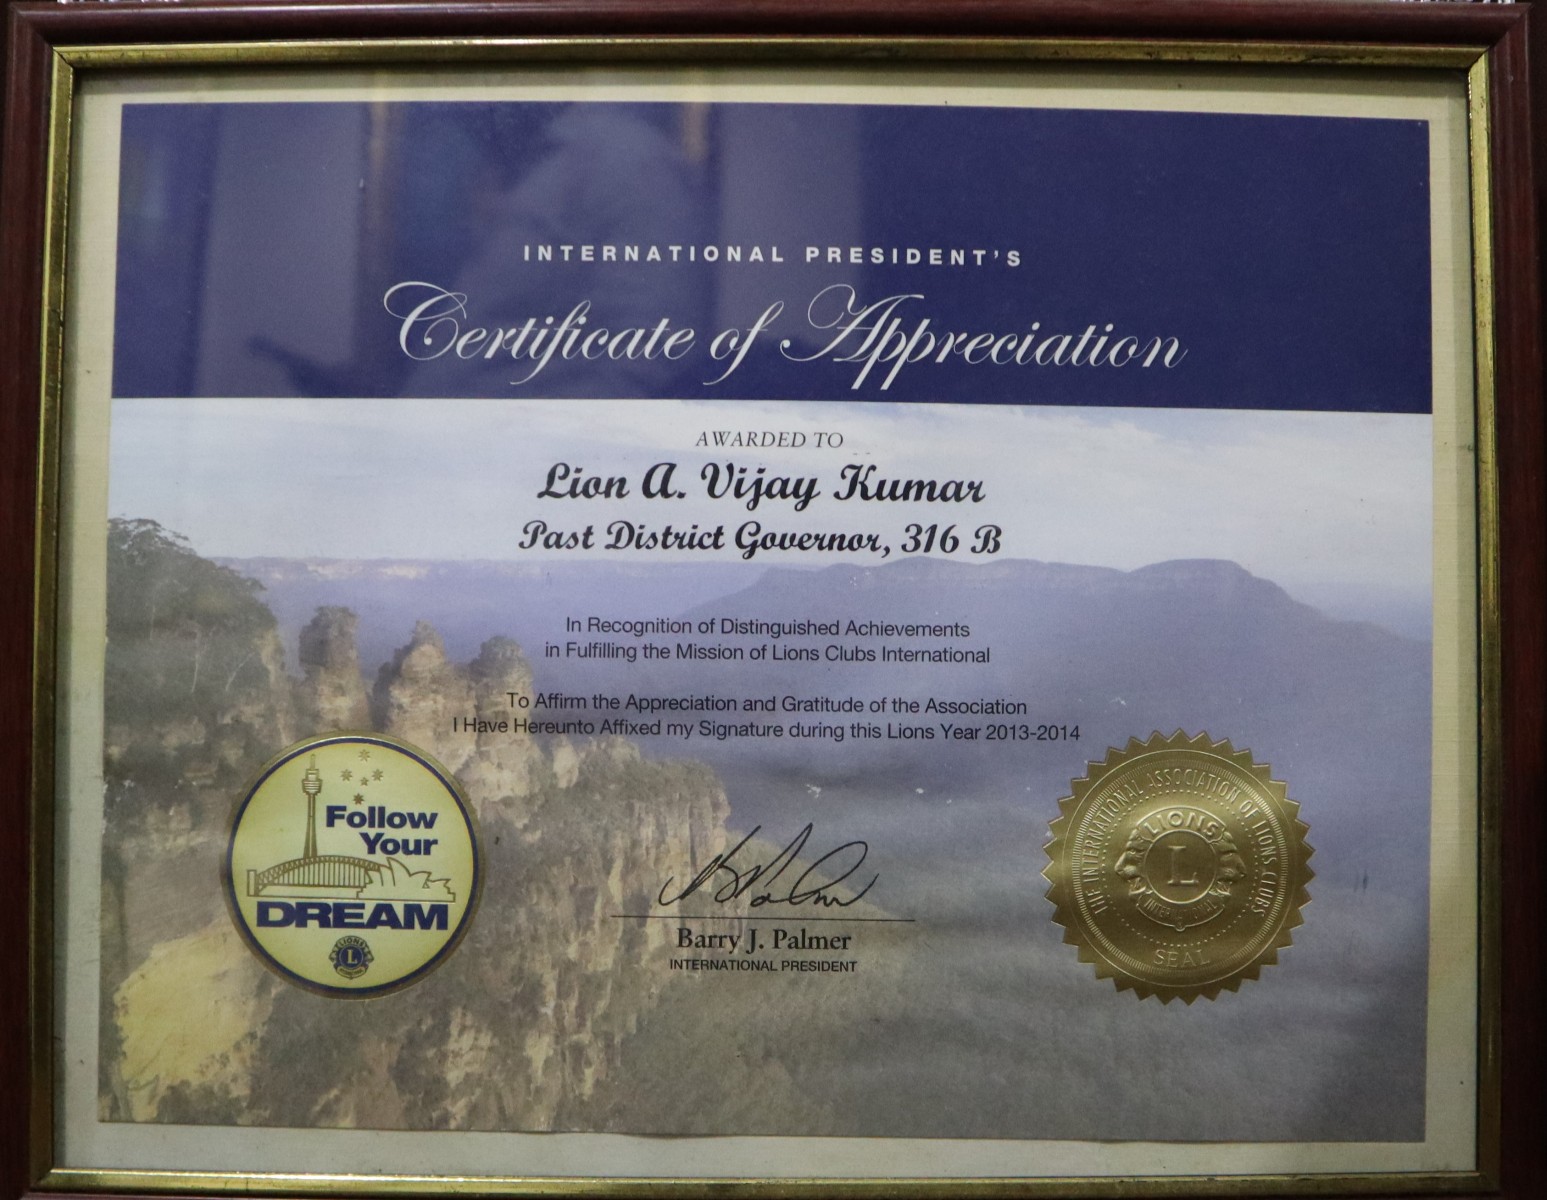 INTERNATIONAL PRESIDENT'S
Certificate of Appreciation
AWARDED TO
Lion A. Vijay Kumar
Past District Governor, 316 B
In Recognition of Distinguished Achievements
in Fulfilling the Mission of Lions Clubs International
To Affirm the Appreciation and Gratitude of the Association
I Have Hereunto Affixed my Signature during this Lions Year 2013-2014
Follow
Your
DREAM
LIONS
L
Barry J. Palmer
INTERNATIONAL PRESIDENT
THE INTERNATIONAL ASSOCIATION OF LIONS CLUBS
LIONS
L
INTERNATIONAL
SEAL